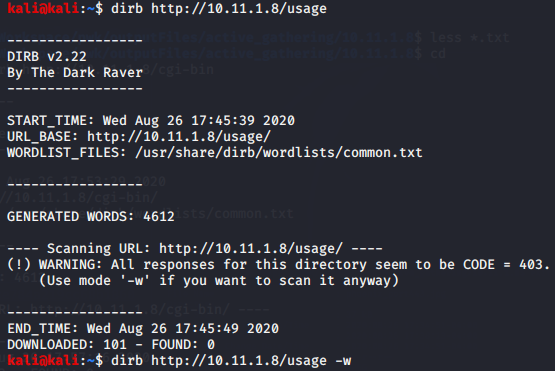 kali@kali:~$ dirb http://10.11.1.8/usage
-----------------
DIRB v2.22
By The Dark Raver
-----------------
START_TIME: Wed Aug 26 17:45:39 2020
URL_BASE: http://10.11.1.8/usage/
WORDLIST_FILES: /usr/share/dirb/wordlists/common.txt
-----------------
GENERATED WORDS: 4612
---- Scanning URL: http://10.11.1.8/usage/ ----
(!) WARNING: All responses for this directory seem to be CODE = 403.
(Use mode '-w' if you want to scan it anyway)
-----------------
END_TIME: Wed Aug 26 17:45:49 2020
DOWNLOADED: 101 - FOUND: 0
kali@kali:~$ dirb http://10.11.1.8/usage -w